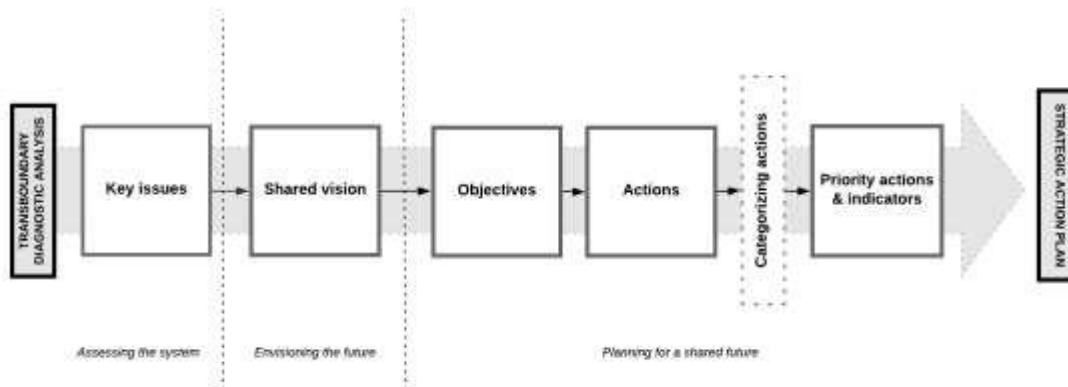 TRANSBOUNDARY
DIAGNOSTIC ANALYSIS
Key issues
Shared vision
Objectives
Actions
Categorizing actions
Priority actions
& indicators
STRATEGIC ACTION PLAN
Assessing the system
Envisioning the future
Planning for a shared future